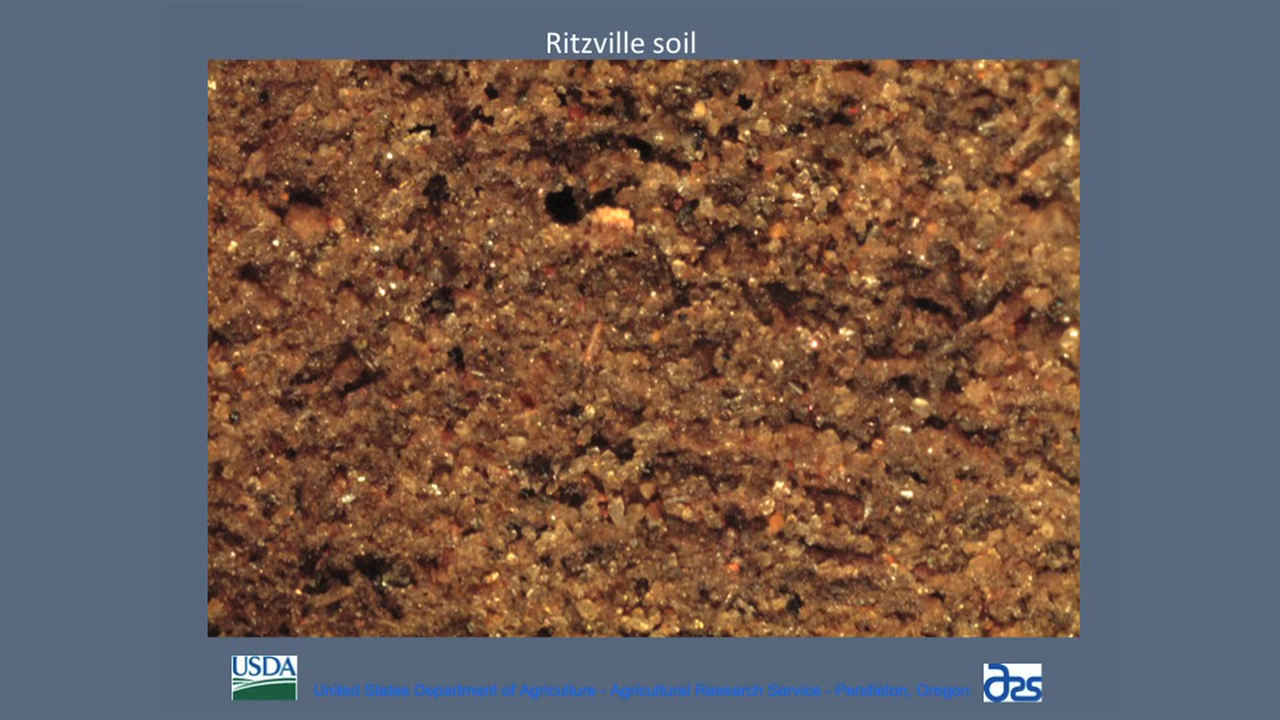 Ritzville soil
USDA
United States Department of Agriculture - Agricultural Research Service - Pendleton, Oregon
ars